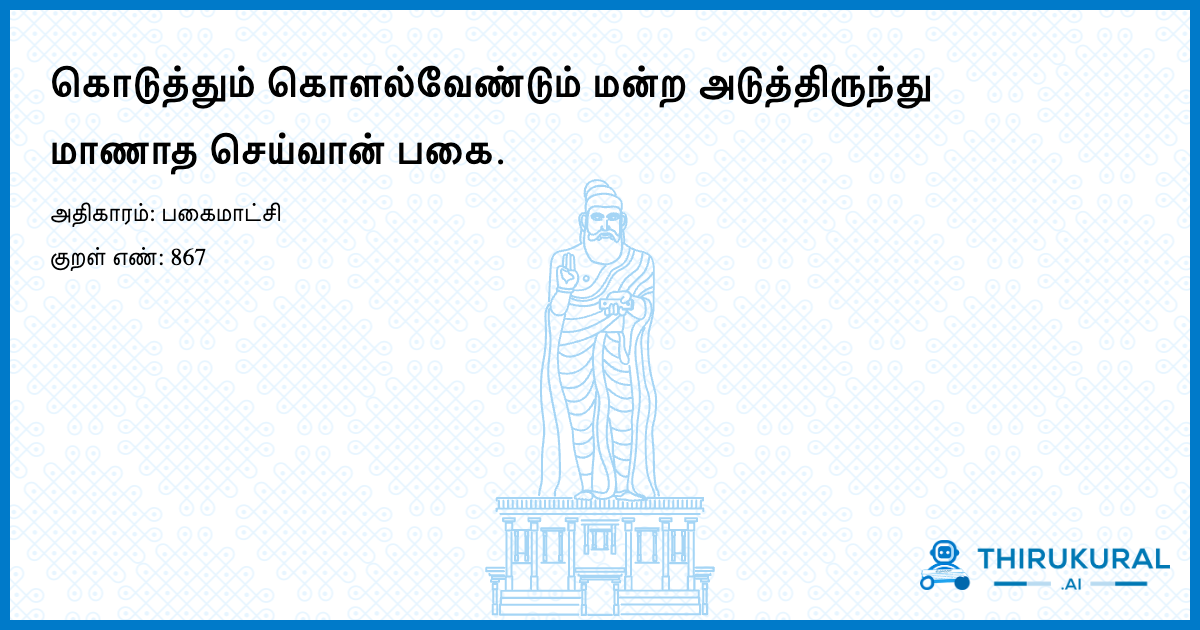 கொடுத்தும் கொளல்வேண்டும் மன்ற அடுத்திருந்து
மாணாத செய்வான் பகை.
அதிகாரம்: பகைமாட்சி
குறள் எண்: 867
THIRUKURAL
.AI